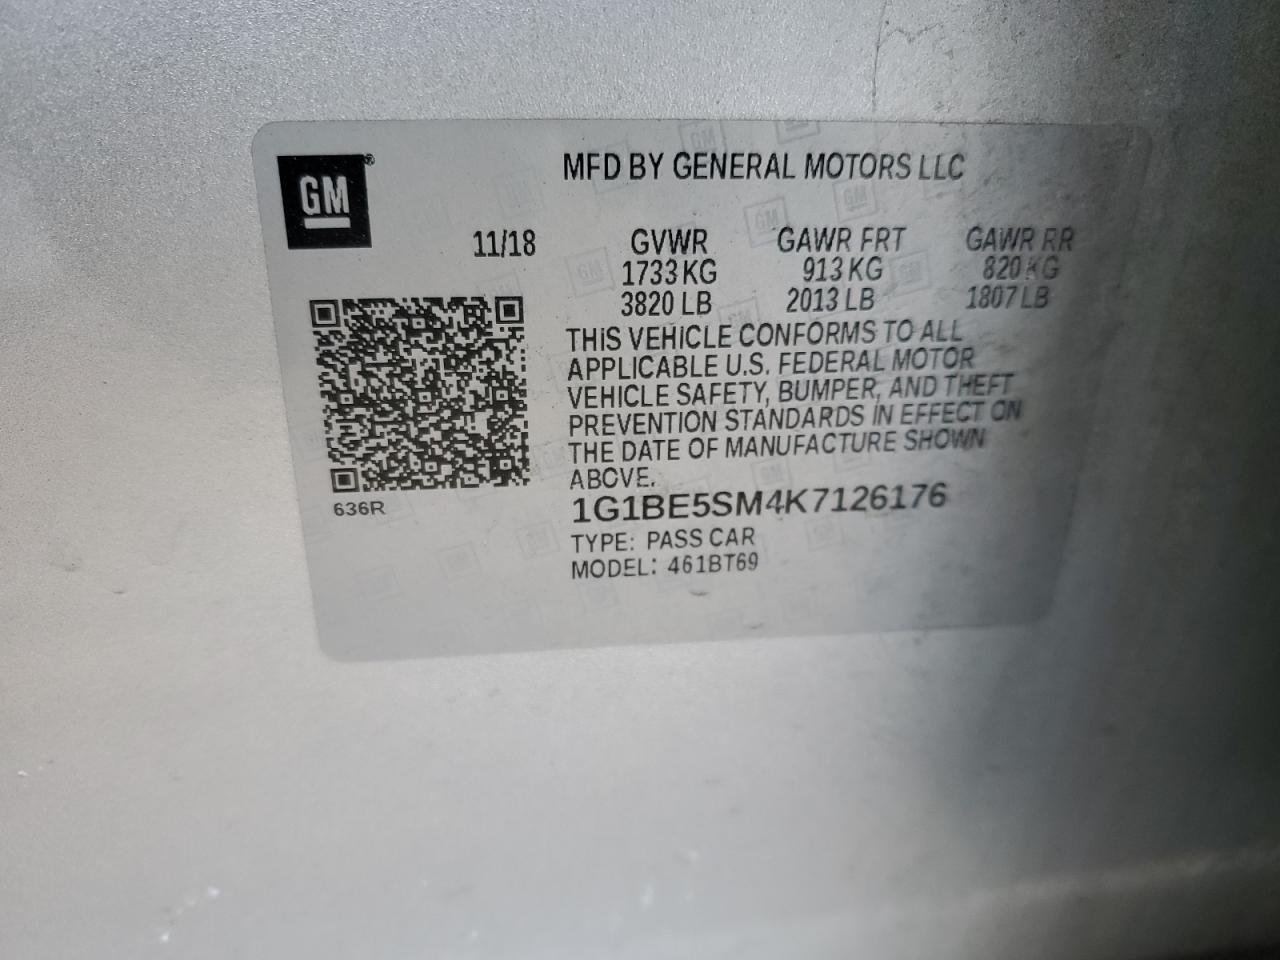 GM®
MFD BY GENERAL MOTORS LLC
11/18 GVWR GAWR FRT GAWR RR
1733 KG 913 KG 820 KG
3820 LB 2013 LB 1807 LB
THIS VEHICLE CONFORMS TO ALL
APPLICABLE U.S. FEDERAL MOTOR
VEHICLE SAFETY, BUMPER, AND THEFT
PREVENTION STANDARDS IN EFFECT ON
THE DATE OF MANUFACTURE SHOWN
ABOVE.
1G1BE5SM4K7126176
TYPE: PASS CAR
MODEL: 461BT69
636R